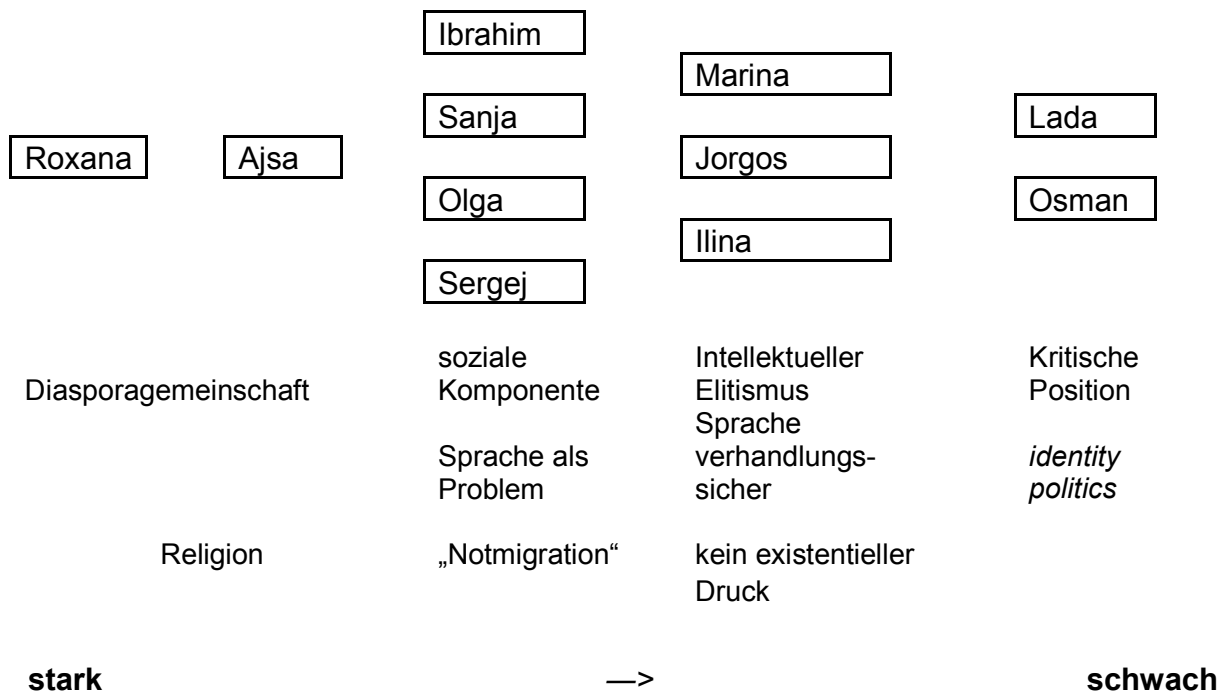 Ibrahim
Marina
Sanja
Lada
Roxana
Ajsa
Jorgos
Olga
Osman
Ilina
Sergej
Diasporagemeinschaft
Religion
soziale
Komponente
Sprache als
Problem
„Notmigration“
Intellektueller
Elitismus
Sprache
verhandlungs-
sicher
kein existentieller
Druck
Kritische
Position
identity
politics
stark —> schwach